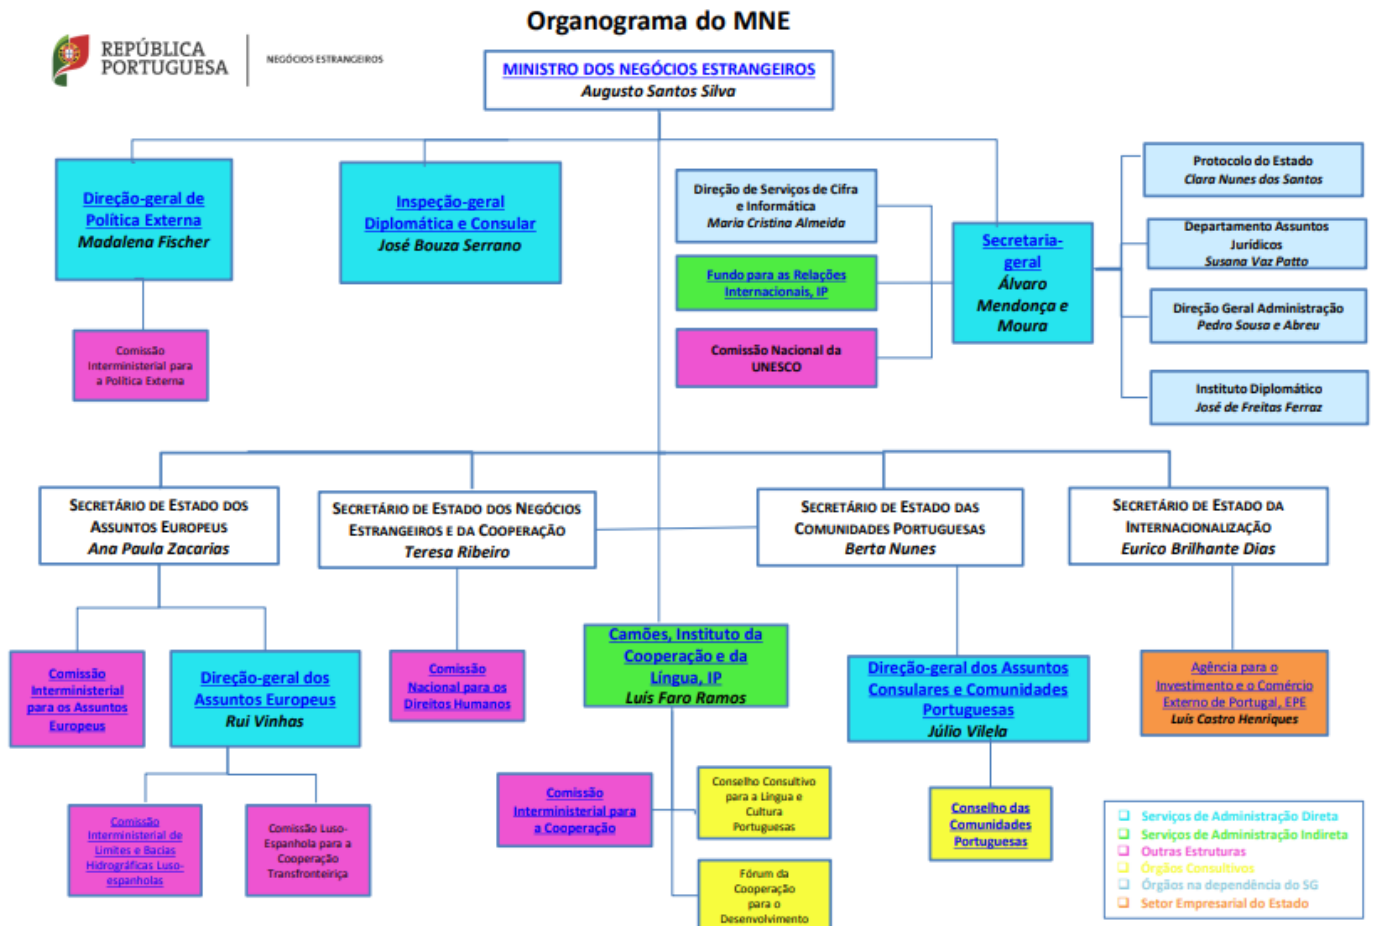 Organograma do MNE
REPÚBLICA
PORTUGUESA
NEGÓCIOS ESTRANGEIROS
MINISTRO DOS NEGÓCIOS ESTRANGEIROS
Augusto Santos Silva
Direção-geral de
Política Externa
Madalena Fischer
Inspeção-geral
Diplomática e Consular
José Bouza Serrano
Direção de Serviços de Cifra
e Informática
Maria Cristina Almeida
Fundo para as Relações
Internacionais, IP
Comissão Nacional da
UNESCO
Secretaria-
geral
Álvaro
Mendonça e
Moura
Protocolo do Estado
Clara Nunes dos Santos
Departamento Assuntos
Jurídicos
Susana Vaz Patto
Direção Geral Administração
Pedro Sousa e Abreu
Instituto Diplomático
José de Freitas Ferraz
Comissão
Interministerial para
a Política Externa
SECRETÁRIO DE ESTADO DOS
ASSUNTOS EUROPEUS
Ana Paula Zacarias
SECRETÁRIO DE ESTADO DOS NEGÓCIOS
ESTRANGEIROS E DA COOPERAÇÃO
Teresa Ribeiro
SECRETÁRIO DE ESTADO DAS
COMUNIDADES PORTUGUESAS
Berta Nunes
SECRETÁRIO DE ESTADO DA
INTERNACIONALIZAÇÃO
Eurico Brilhante Dias
Comissão
Interministerial
para os Assuntos
Europeus
Direção-geral dos
Assuntos Europeus
Rui Vinhas
Comissão
Nacional para os
Direitos Humanos
Camões, Instituto da
Cooperação e da
Língua, IP
Luís Faro Ramos
Direção-geral dos Assuntos
Consulares e Comunidades
Portuguesas
Júlio Vilela
Agência para o
Investimento e o Comércio
Externo de Portugal, EPE
Luís Castro Henriques
Comissão
Interministerial de
Limites e Bacias
Hidrográficas Luso-
espanholas
Comissão Luso-
Espanhola para a
Cooperação
Transfronteiriça
Comissão
Interministerial para
a Cooperação
Conselho Consultivo
para a Língua e
Cultura
Portuguesas
Fórum da
Cooperação
para o
Desenvolvimento
Conselho das
Comunidades
Portuguesas
Serviços de Administração Direta
Serviços de Administração Indireta
Outras Estruturas
Órgãos Consultivos
Órgãos na dependência do SG
Setor Empresarial do Estado